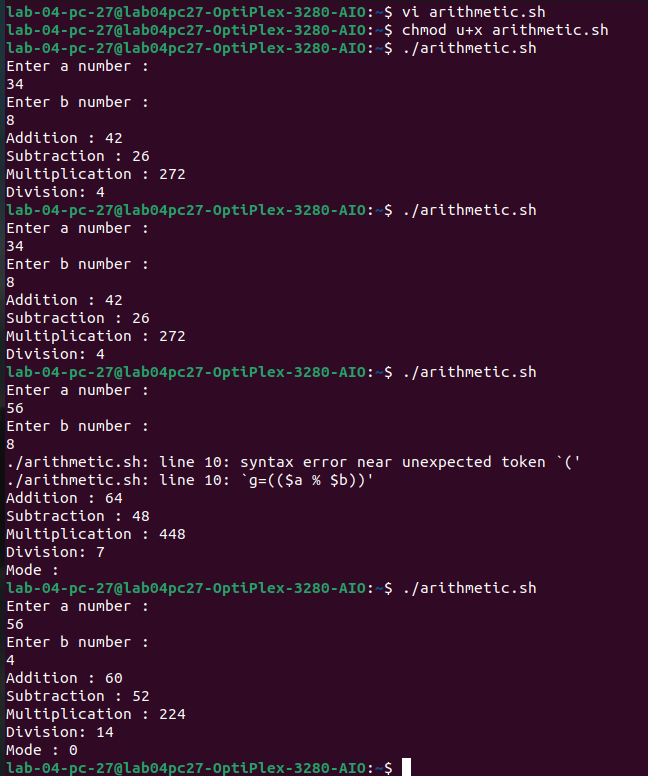 lab-04-pc-27@lab04pc27-OptiPlex-3280-AIO:~$ vi arithmetic.sh
lab-04-pc-27@lab04pc27-OptiPlex-3280-AIO:~$ chmod u+x arithmetic.sh
lab-04-pc-27@lab04pc27-OptiPlex-3280-AIO:~$ ./arithmetic.sh
Enter a number :
34
Enter b number :
8
Addition : 42
Subtraction : 26
Multiplication : 272
Division: 4
lab-04-pc-27@lab04pc27-OptiPlex-3280-AIO:~$ ./arithmetic.sh
Enter a number :
34
Enter b number :
8
Addition : 42
Subtraction : 26
Multiplication : 272
Division: 4
lab-04-pc-27@lab04pc27-OptiPlex-3280-AIO:~$ ./arithmetic.sh
Enter a number :
56
Enter b number :
8
./arithmetic.sh: line 10: syntax error near unexpected token `('
./arithmetic.sh: line 10: `g=(($a % $b))'
Addition : 64
Subtraction : 48
Multiplication : 448
Division: 7
Mode :
lab-04-pc-27@lab04pc27-OptiPlex-3280-AIO:~$ ./arithmetic.sh
Enter a number :
56
Enter b number :
4
Addition : 60
Subtraction : 52
Multiplication : 224
Division: 14
Mode : 0
lab-04-pc-27@lab04pc27-OptiPlex-3280-AIO:~$